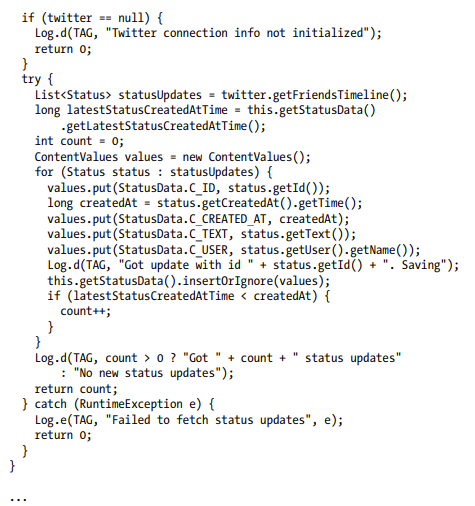 if (twitter == null) {
Log.d(TAG, "Twitter connection info not initialized");
return 0;
}
try {
List<Status> statusUpdates = twitter.getFriendsTimeline();
long latestStatusCreatedAtTime = this.getStatusData()
.getLatestStatusCreatedAtTime();
int count = 0;
ContentValues values = new ContentValues();
for (Status status : statusUpdates) {
values.put(StatusData.C_ID, status.getId());
long createdAt = status.getCreatedAt().getTime();
values.put(StatusData.C_CREATED_AT, createdAt);
values.put(StatusData.C_TEXT, status.getText());
values.put(StatusData.C_USER, status.getUser().getName());
Log.d(TAG, "Got update with id " + status.getId() + ". Saving");
this.getStatusData().insertOrIgnore(values);
if (latestStatusCreatedAtTime < createdAt) {
count++;
}
}
Log.d(TAG, count > 0 ? "Got " + count + " status updates"
: "No new status updates");
return count;
} catch (RuntimeException e) {
Log.e(TAG, "Failed to fetch status updates", e);
return 0;
}
}
...